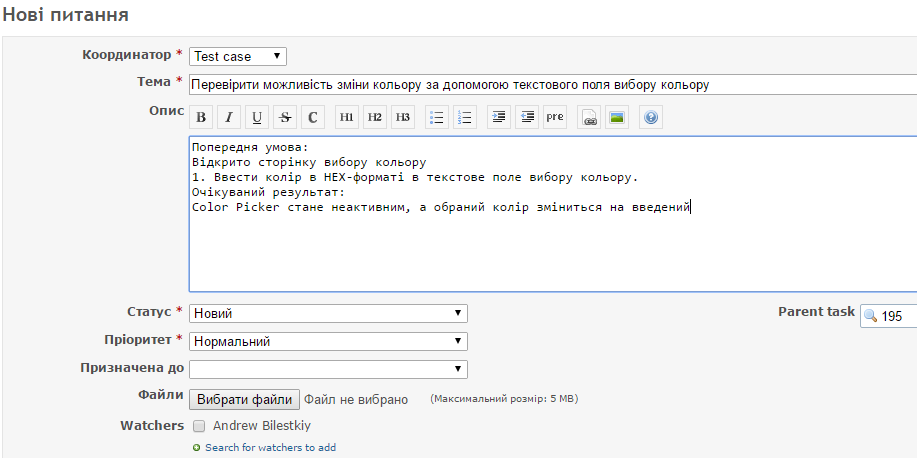 Нові питання
Координатор * Test case
Тема * Перевірити можливість зміни кольору за допомогою текстового поля вибору кольору
Опис B I U S C H1 H2 H3 pre
Попередня умова:
Відкрито сторінку вибору кольору
1. Ввести колір в HEX-форматі в текстове поле вибору кольору.
Очікуваний результат:
Color Picker стане неактивним, а обраний колір зміниться на введений
Статус * Новий Parent task 195
Пріоритет * Нормальний
Призначена до
Файли Вибрати файли Файл не вибрано (Максимальний розмір: 5 MB)
Watchers Andrew Bilestkiy
Search for watchers to add